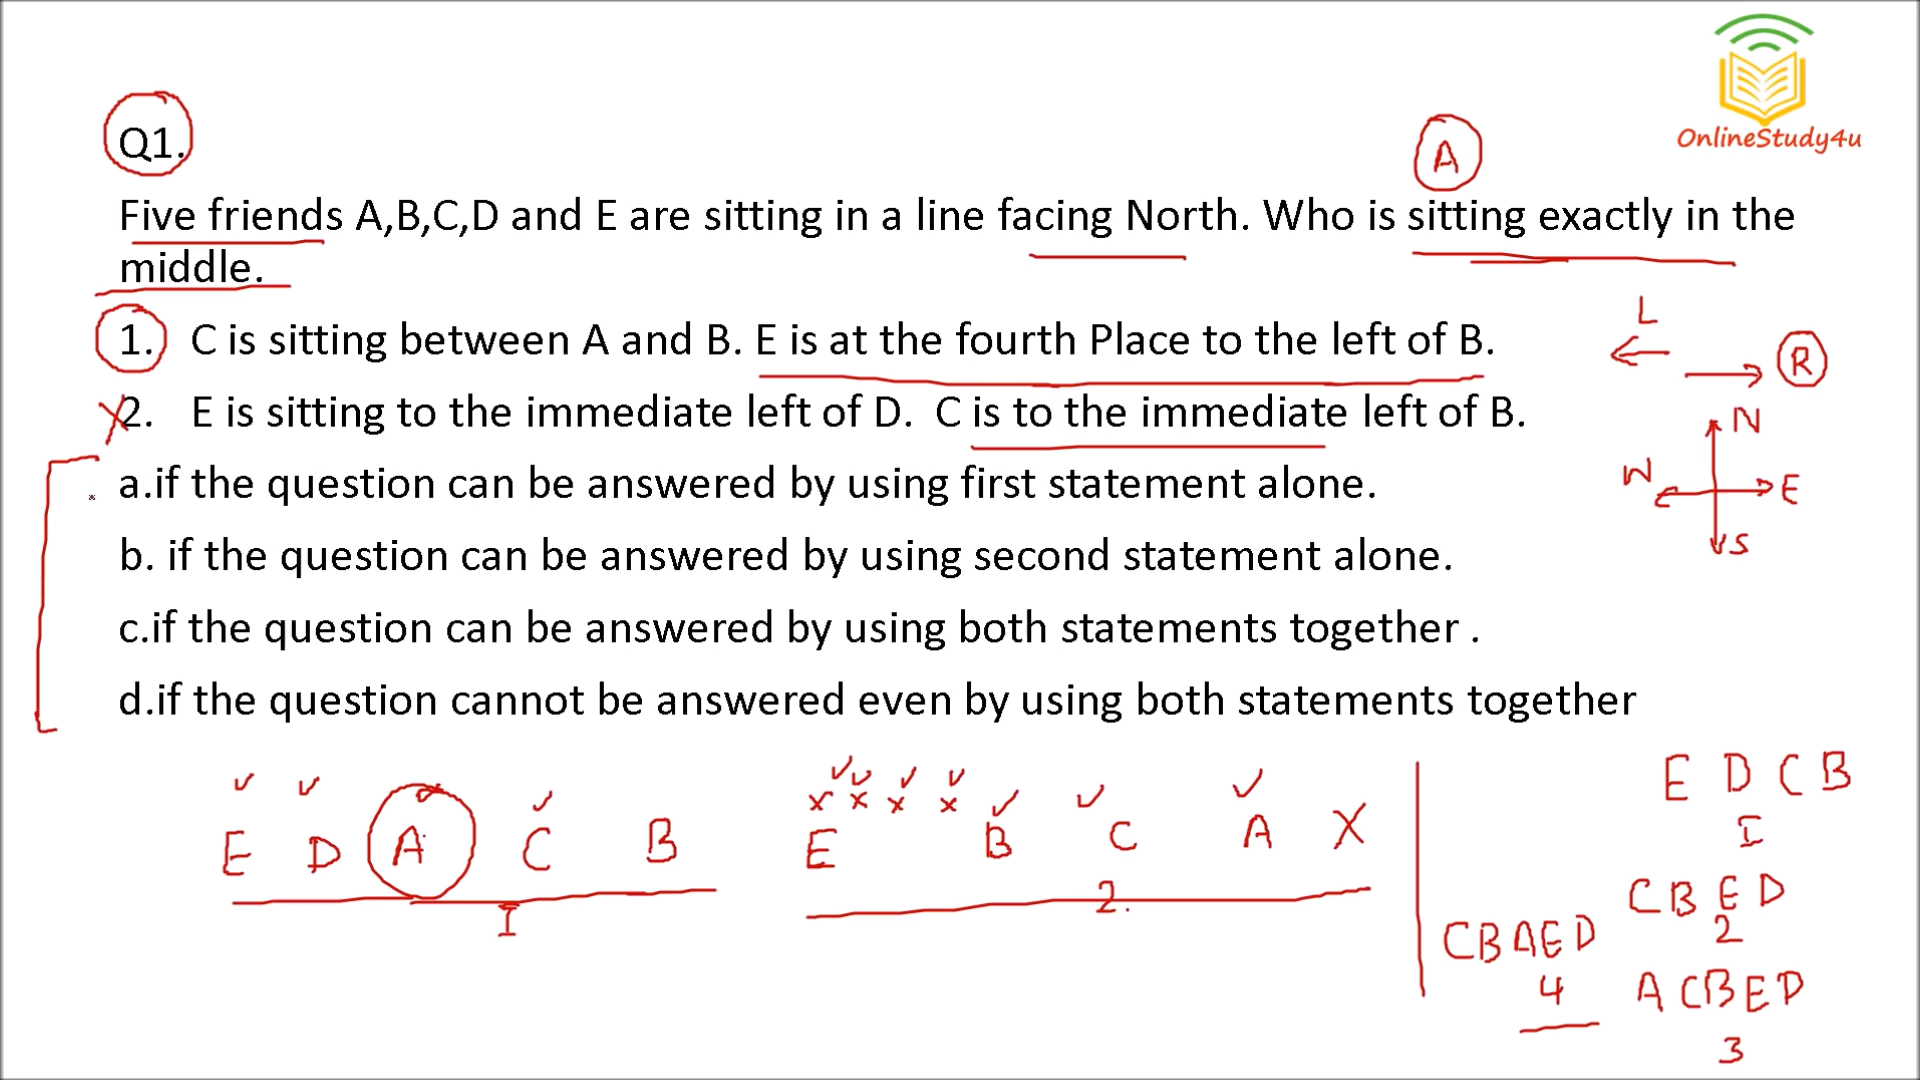 OnlineStudy4u
Q1.
A
Five friends A,B,C,D and E are sitting in a line facing North. Who is sitting exactly in the
middle.
L
1. C is sitting between A and B. E is at the fourth Place to the left of B.
R
2. E is sitting to the immediate left of D. C is to the immediate left of B.
N
a.if the question can be answered by using first statement alone.
W E
S
b. if the question can be answered by using second statement alone.
c.if the question can be answered by using both statements together .
d.if the question cannot be answered even by using both statements together
E D A C B
I
E B C A X
2.
E D C B
I
C B E D
2
C B A E D
4
A C B E D
3